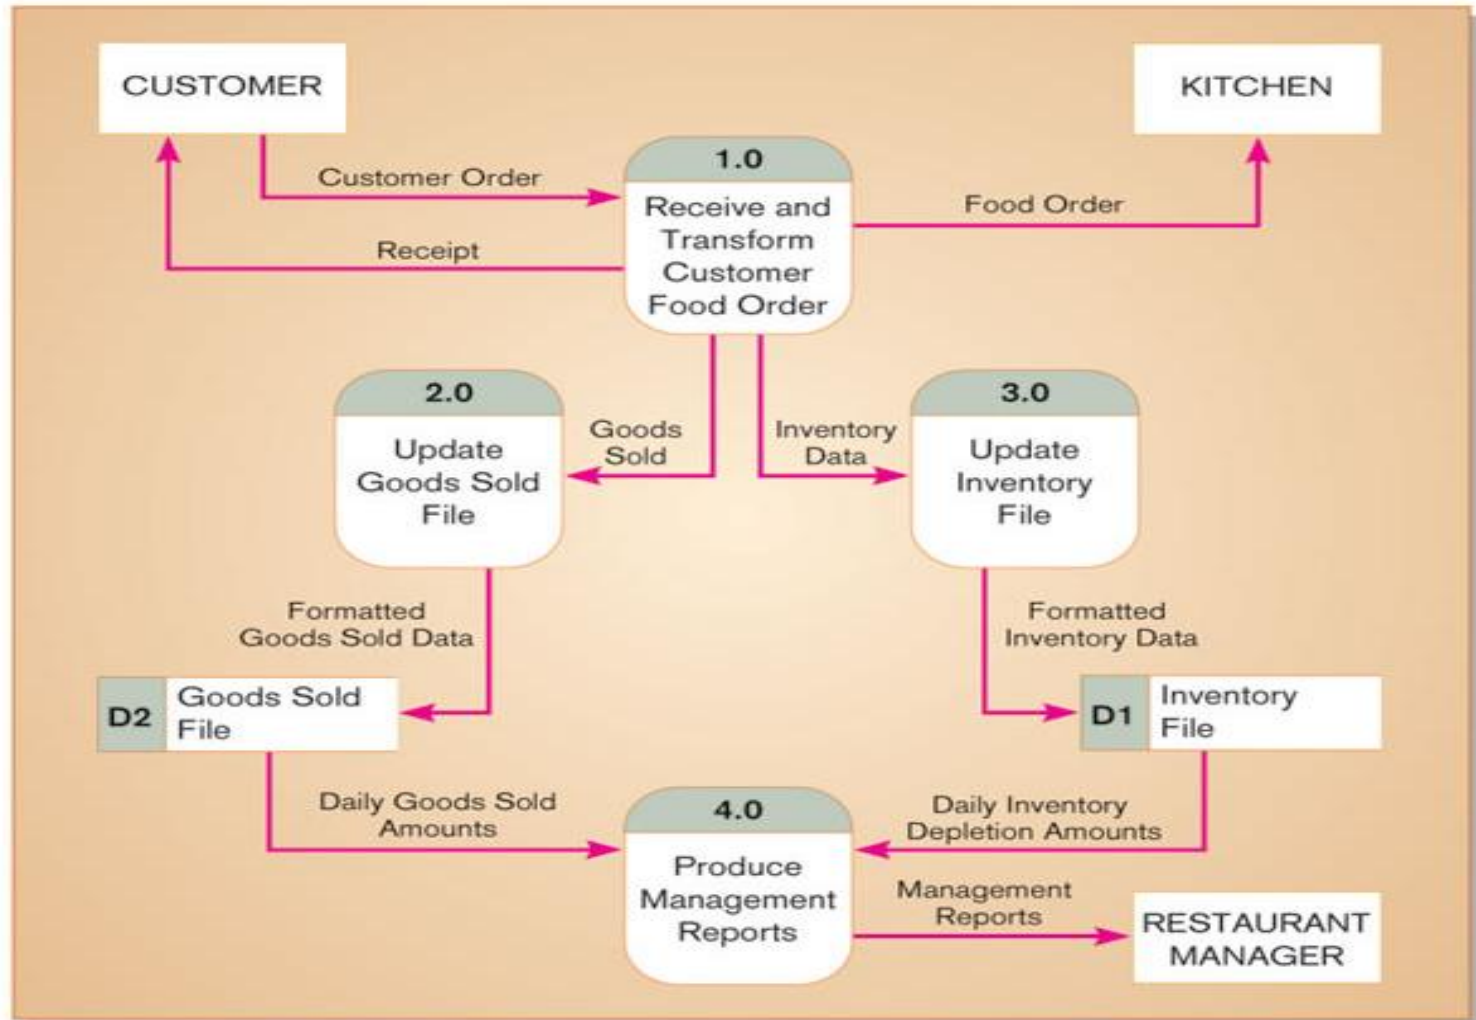 CUSTOMER
KITCHEN
1.0
Receive and
Transform
Customer
Food Order
Customer Order
Receipt
Food Order
2.0
Update
Goods Sold
File
Goods
Sold
Inventory
Data
3.0
Update
Inventory
File
Formatted
Goods Sold Data
Formatted
Inventory Data
D2
Goods Sold
File
D1
Inventory
File
Daily Goods Sold
Amounts
4.0
Produce
Management
Reports
Daily Inventory
Depletion Amounts
Management
Reports
RESTAURANT
MANAGER